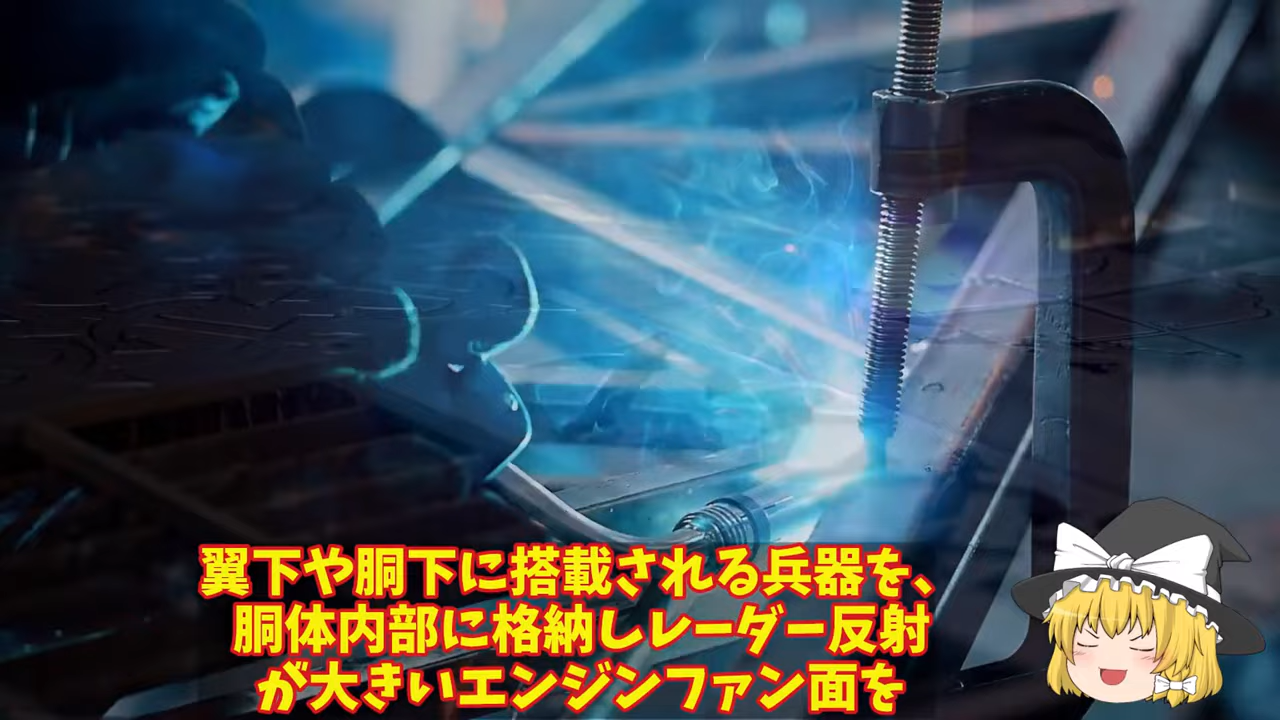 翼下や胴下に搭載される兵器を、
胴体内部に格納しレーダー反射
が大きいエンジンファン面を